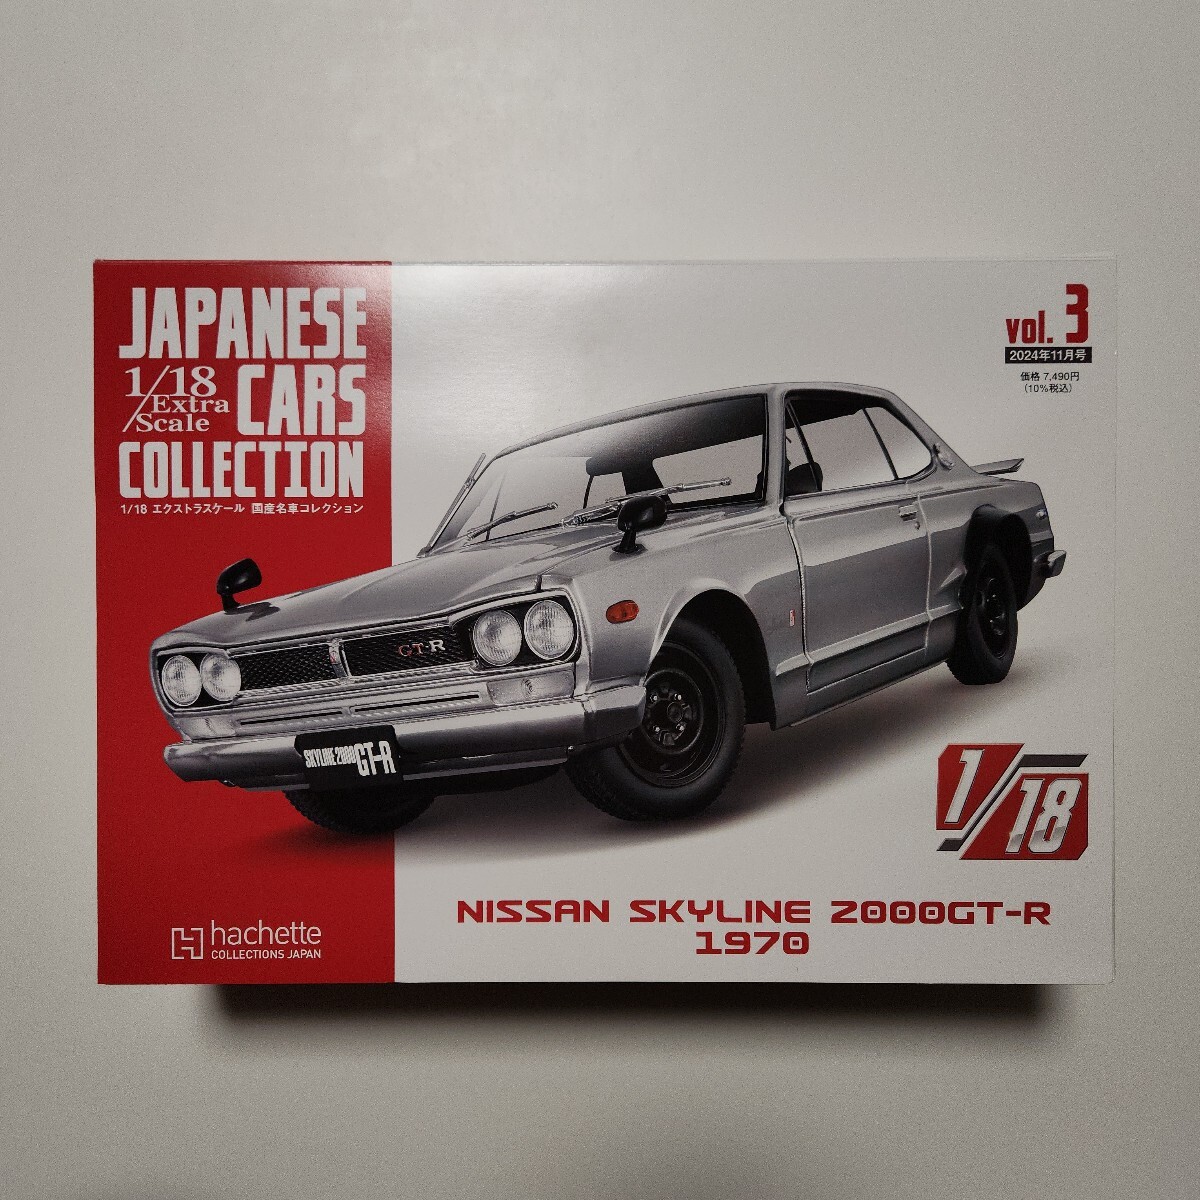 JAPANESE
1/18 Extra Scale CARS
COLLECTION
1/18 エクストラスケール 国産名車コレクション
vol. 3
2024年11月号
価格 7,490円
(10%税込)
GT-R
SKYLINE 2000 GT-R
1/18
NISSAN SKYLINE 2000GT-R
1970
hachette
COLLECTIONS JAPAN